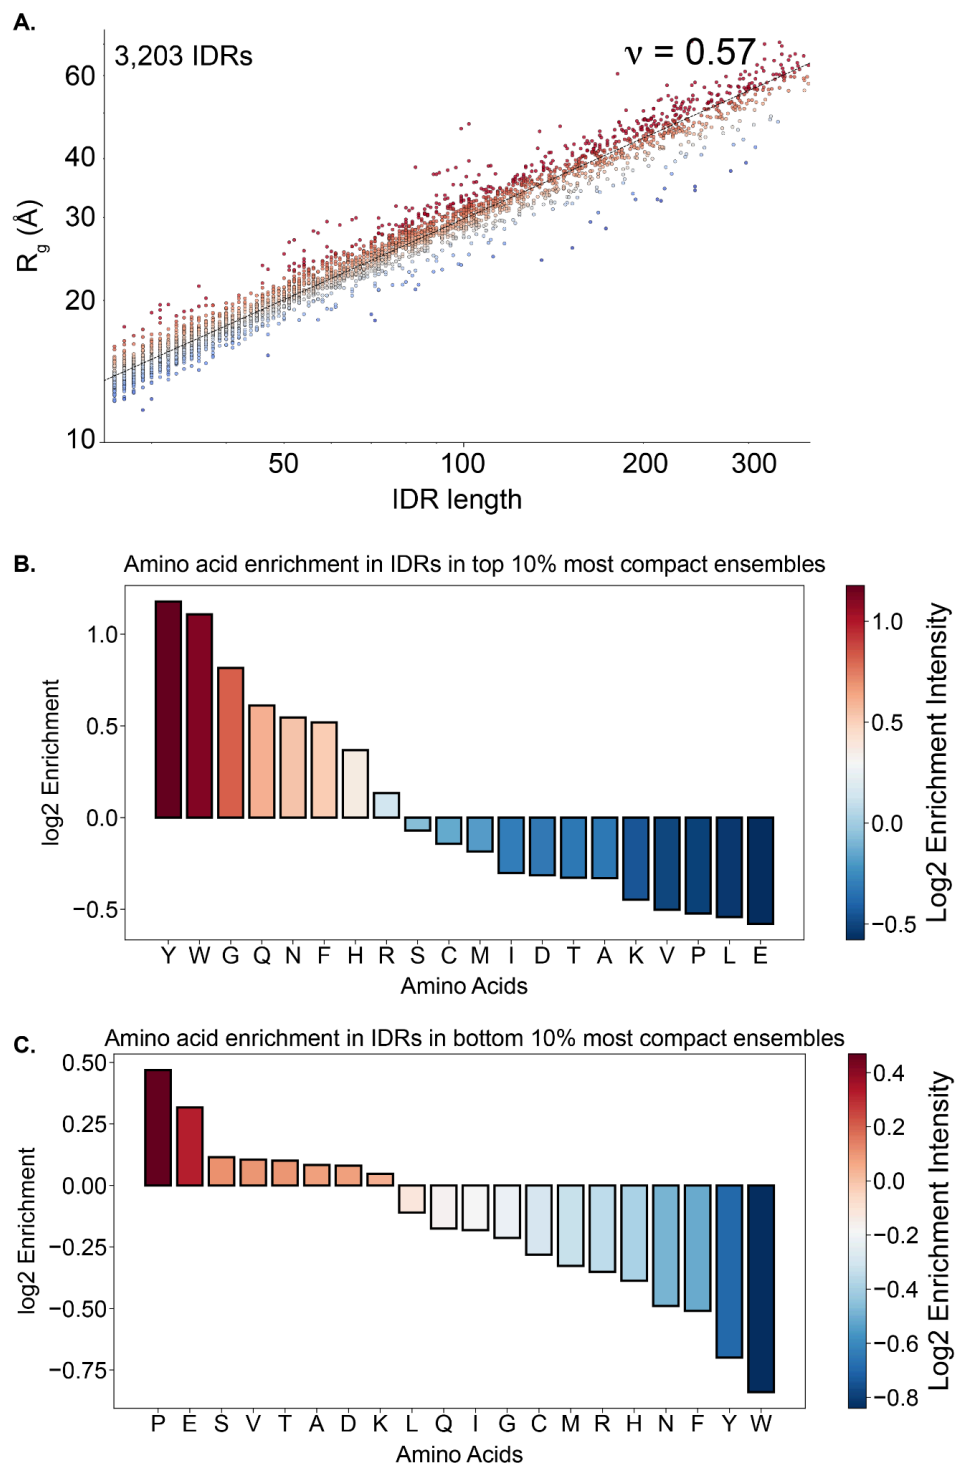 A.
3,203 IDRs
ν = 0.57
60
40
30
20
10
Rg (Å)
50 100 200 300
IDR length
B.
Amino acid enrichment in IDRs in top 10% most compact ensembles
1.0
0.5
0.0
−0.5
log2 Enrichment
Y W G Q N F H R S C M I D T A K V P L E
Amino Acids
1.0
0.5
0.0
−0.5
Log2 Enrichment Intensity
C.
Amino acid enrichment in IDRs in bottom 10% most compact ensembles
0.50
0.25
0.00
−0.25
−0.50
−0.75
log2 Enrichment
P E S V T A D K L Q I G C M R H N F Y W
Amino Acids
0.4
0.2
0.0
−0.2
−0.4
−0.6
−0.8
Log2 Enrichment Intensity